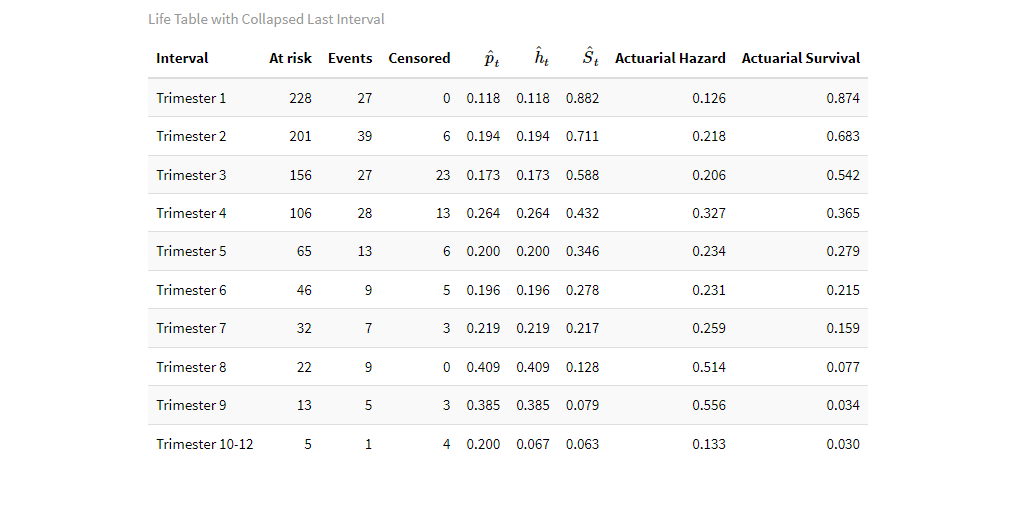 Life Table with Collapsed Last Interval
Interval At risk Events Censored p̂t ĥt Ŝt Actuarial Hazard Actuarial Survival
Trimester 1 228 27 0 0.118 0.118 0.882 0.126 0.874
Trimester 2 201 39 6 0.194 0.194 0.711 0.218 0.683
Trimester 3 156 27 23 0.173 0.173 0.588 0.206 0.542
Trimester 4 106 28 13 0.264 0.264 0.432 0.327 0.365
Trimester 5 65 13 6 0.200 0.200 0.346 0.234 0.279
Trimester 6 46 9 5 0.196 0.196 0.278 0.231 0.215
Trimester 7 32 7 3 0.219 0.219 0.217 0.259 0.159
Trimester 8 22 9 0 0.409 0.409 0.128 0.514 0.077
Trimester 9 13 5 3 0.385 0.385 0.079 0.556 0.034
Trimester 10-12 5 1 4 0.200 0.067 0.063 0.133 0.030